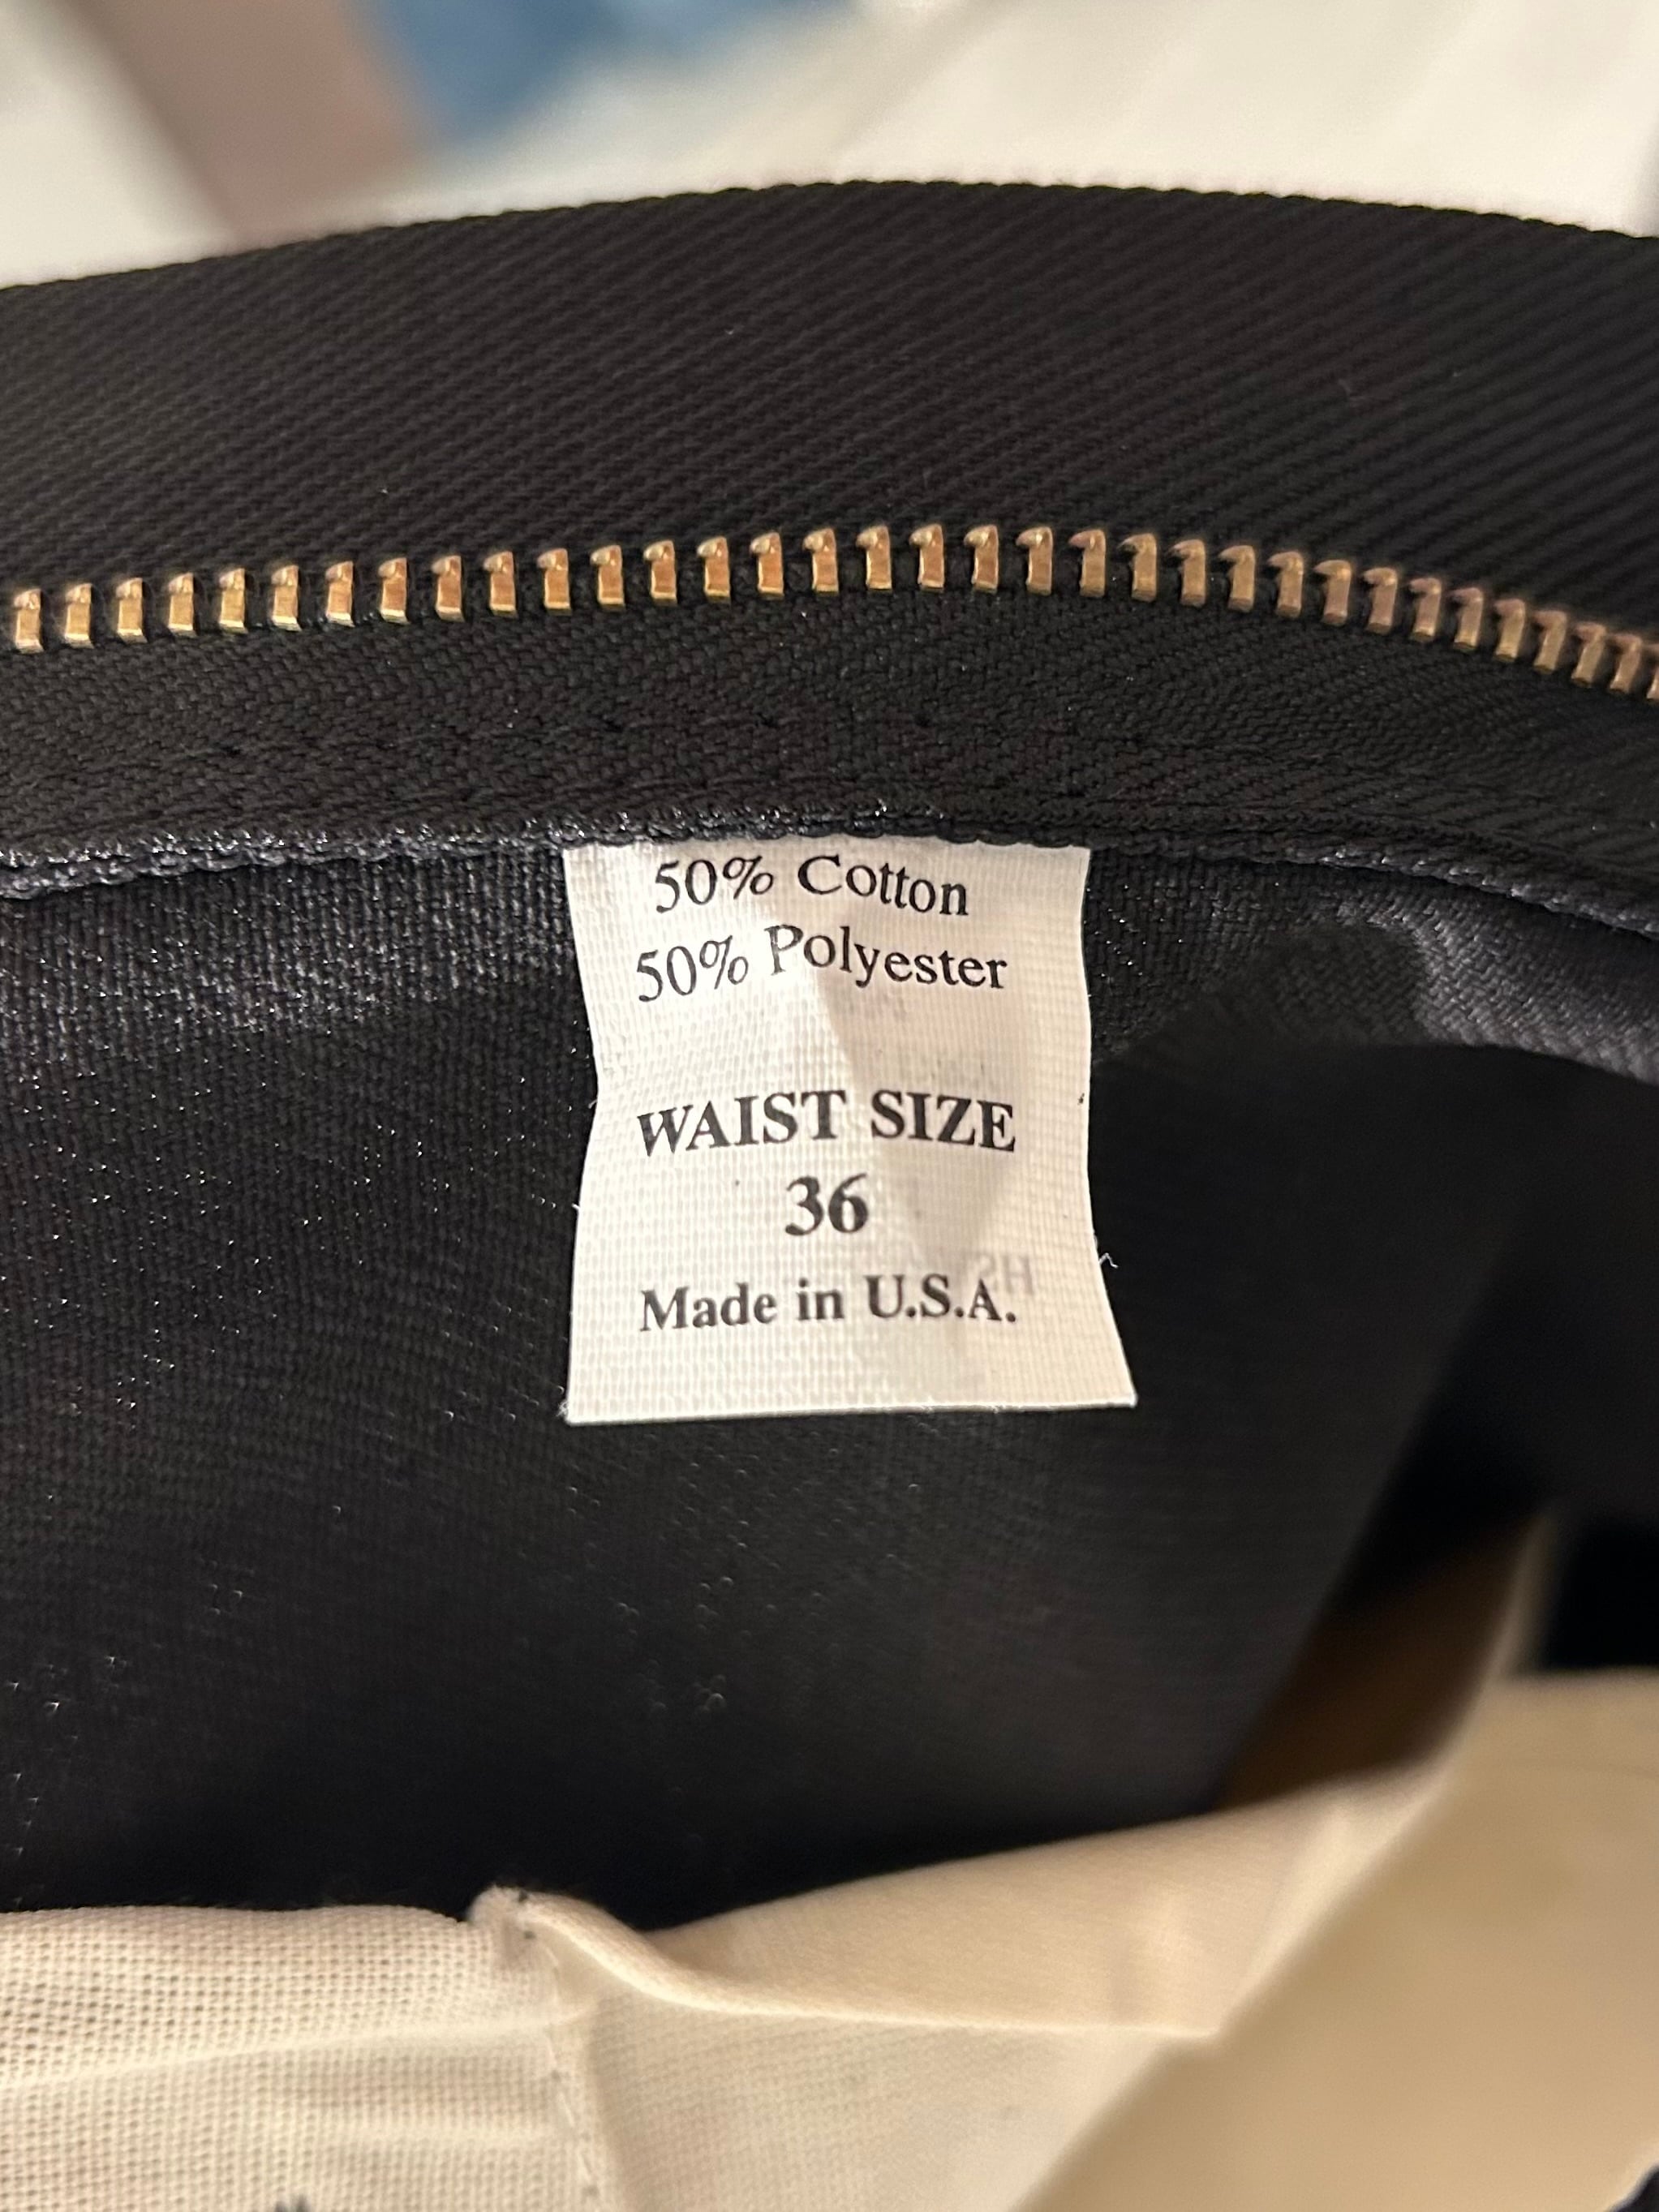 50% Cotton
50% Polyester
WAIST SIZE
36
Made in U.S.A.